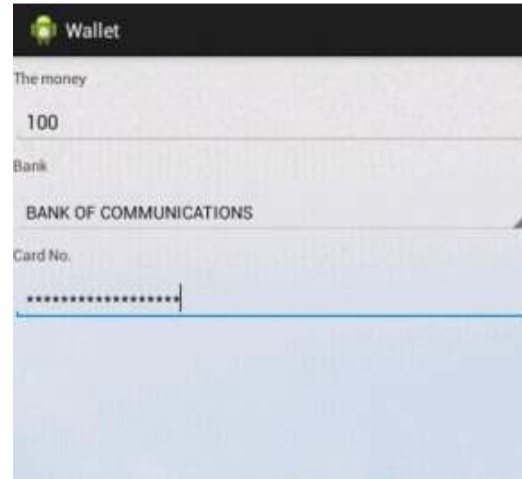 Wallet
The money
100
Bank
BANK OF COMMUNICATIONS
Card No.
••••••••••••••••••